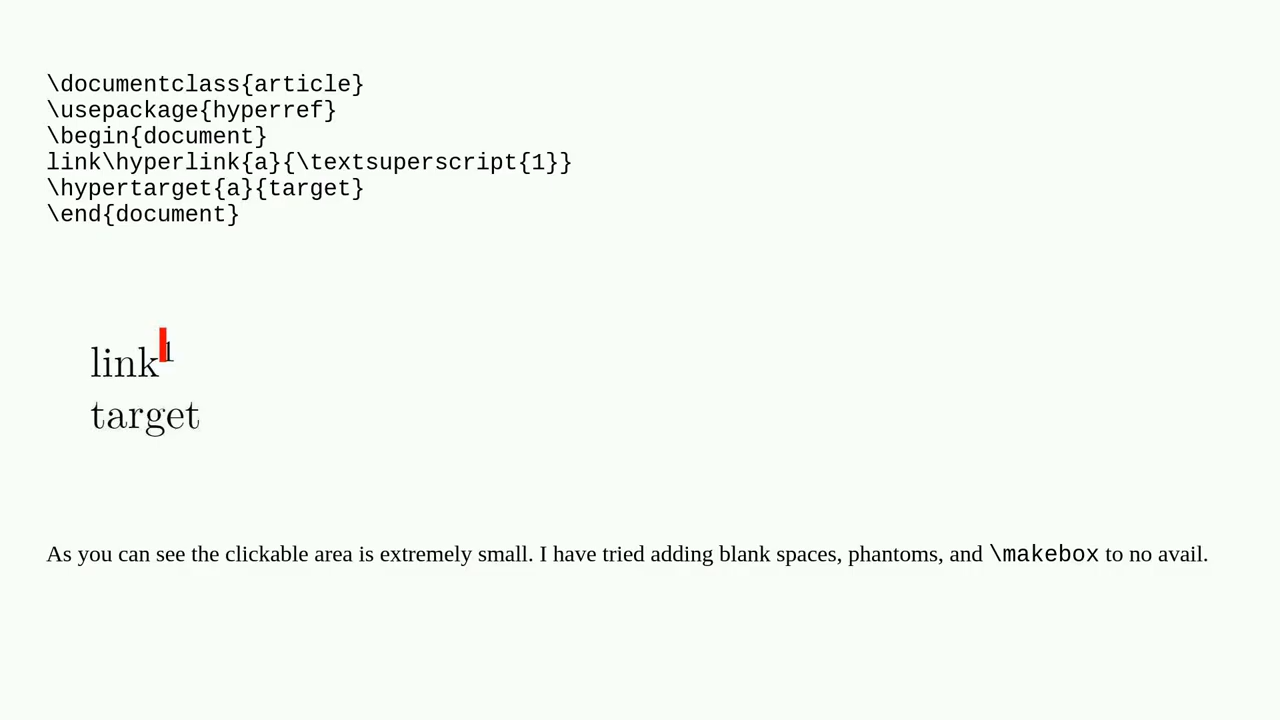 \documentclass{article}
\usepackage{hyperref}
\begin{document}
link\hyperlink{a}{\textsuperscript{1}}
\hypertarget{a}{target}
\end{document}
link1
target
As you can see the clickable area is extremely small. I have tried adding blank spaces, phantoms, and \makebox to no avail.